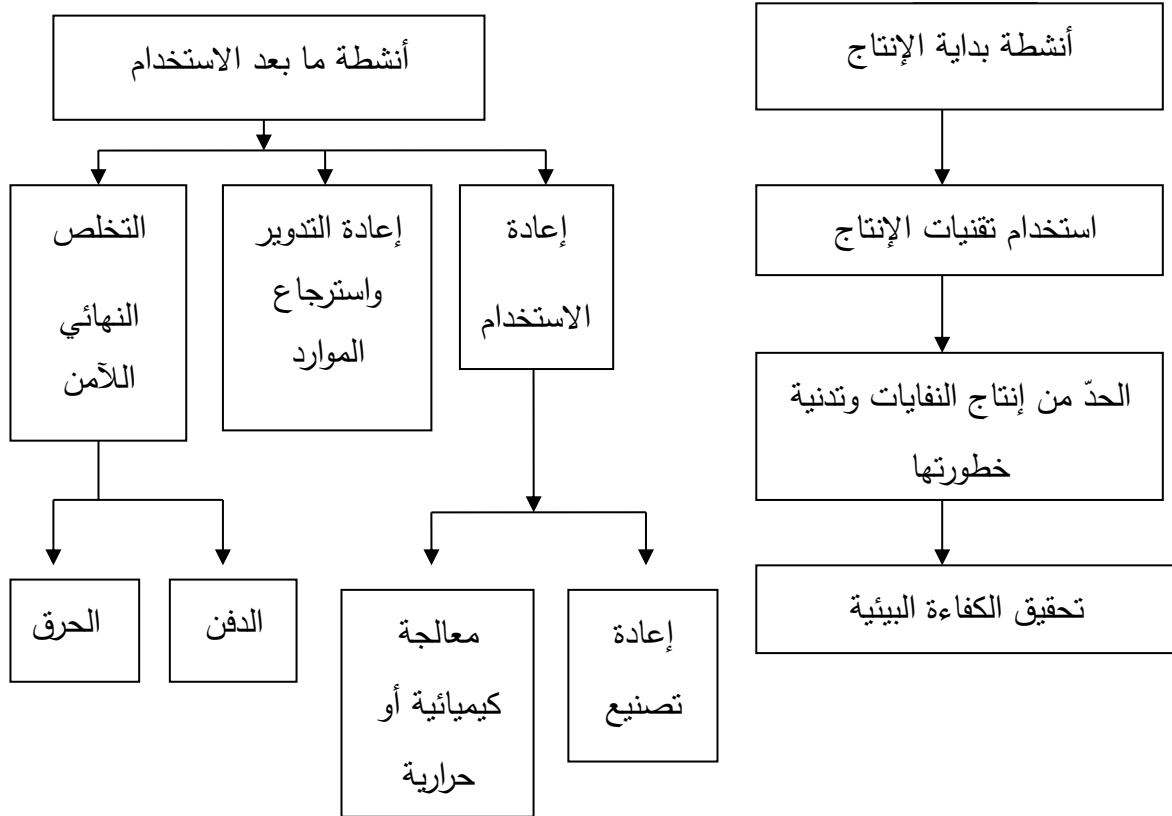 أنشطة بداية الإنتاج
استخدام تقنيات الإنتاج
الحدّ من إنتاج النفايات وتدنية
خطورتها
تحقيق الكفاءة البيئية
أنشطة ما بعد الاستخدام
إعادة
الاستخدام
إعادة التدوير
واسترجاع
الموارد
التخلص
النهائي
اللآمن
إعادة
تصنيع
معالجة
كيميائية أو
حرارية
الدفن
الحرق